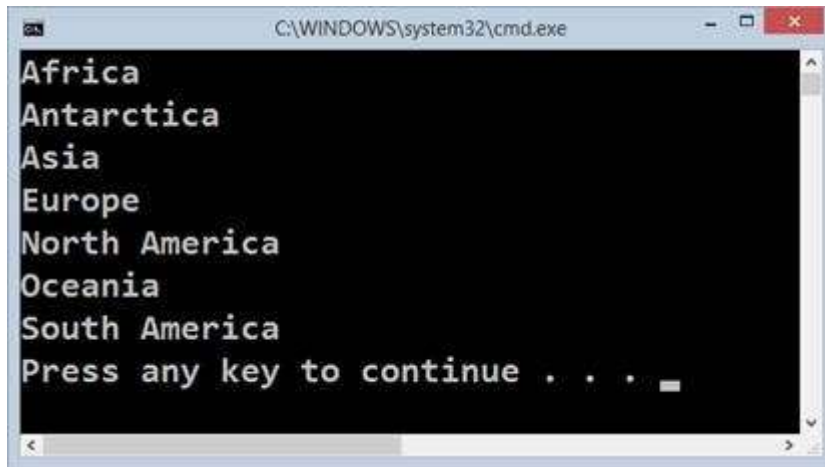 C:\WINDOWS\system32\cmd.exe
Africa
Antarctica
Asia
Europe
North America
Oceania
South America
Press any key to continue . . .